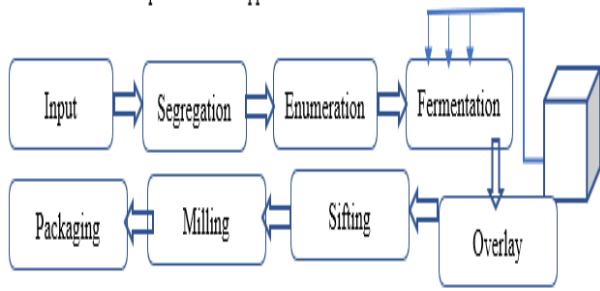 Input
Segregation
Enumeration
Fermentation
Overlay
Sifting
Milling
Packaging